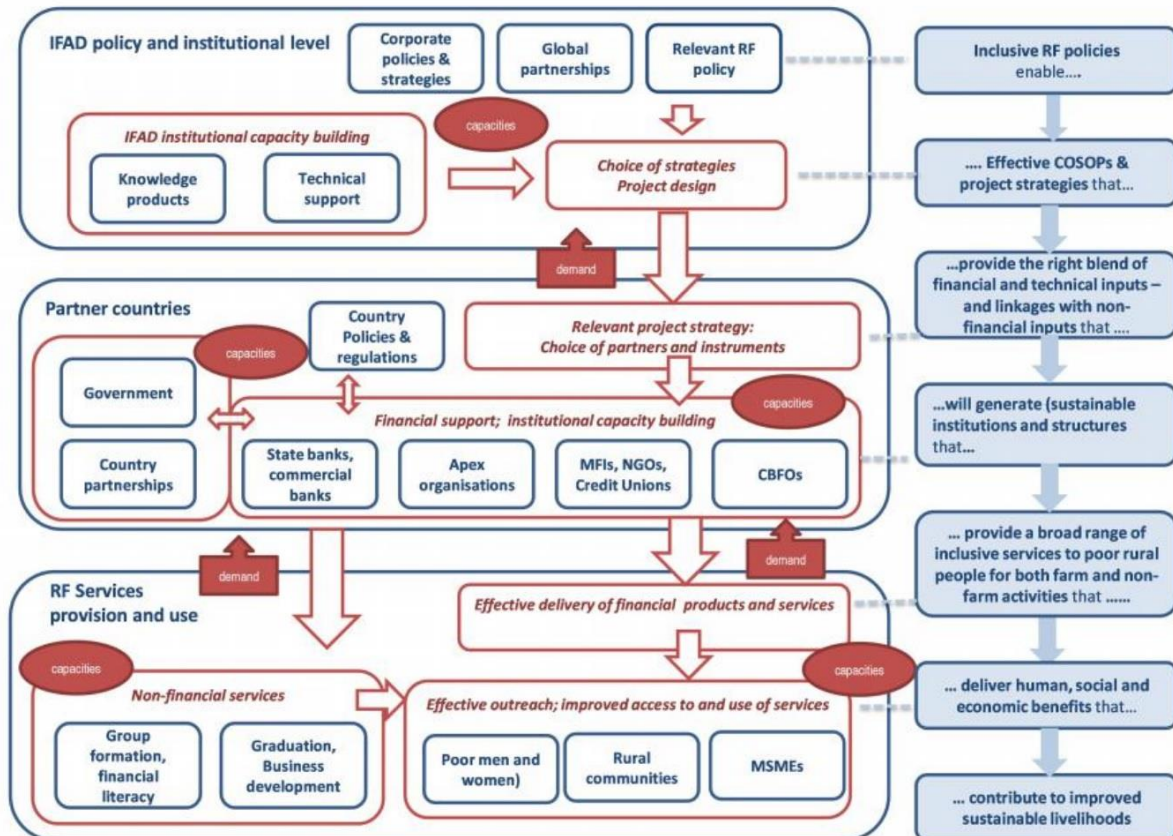 IFAD policy and institutional level
Corporate
policies &
strategies
Global
partnerships
Relevant RF
policy
capacities
IFAD institutional capacity building
Knowledge
products
Technical
support
Choice of strategies
Project design
demand
Partner countries
Country
Policies &
regulations
capacities
Government
Country
partnerships
Relevant project strategy:
Choice of partners and instruments
capacities
Financial support; institutional capacity building
State banks,
commercial
banks
Apex
organisations
MFIs, NGOs,
Credit Unions
CBFOs
demand
demand
RF Services
provision and use
Effective delivery of financial products and services
capacities
Non-financial services
Group
formation,
financial
literacy
Graduation,
Business
development
capacities
Effective outreach; improved access to and use of services
Poor men and
women)
Rural
communities
MSMEs
Inclusive RF policies
enable....
.... Effective COSOPs &
project strategies that...
...provide the right blend of
financial and technical inputs –
and linkages with non-
financial inputs that ....
...will generate (sustainable
institutions and structures
that...
... provide a broad range of
inclusive services to poor rural
people for both farm and non-
farm activities that ......
... deliver human, social and
economic benefits that...
... contribute to improved
sustainable livelihoods